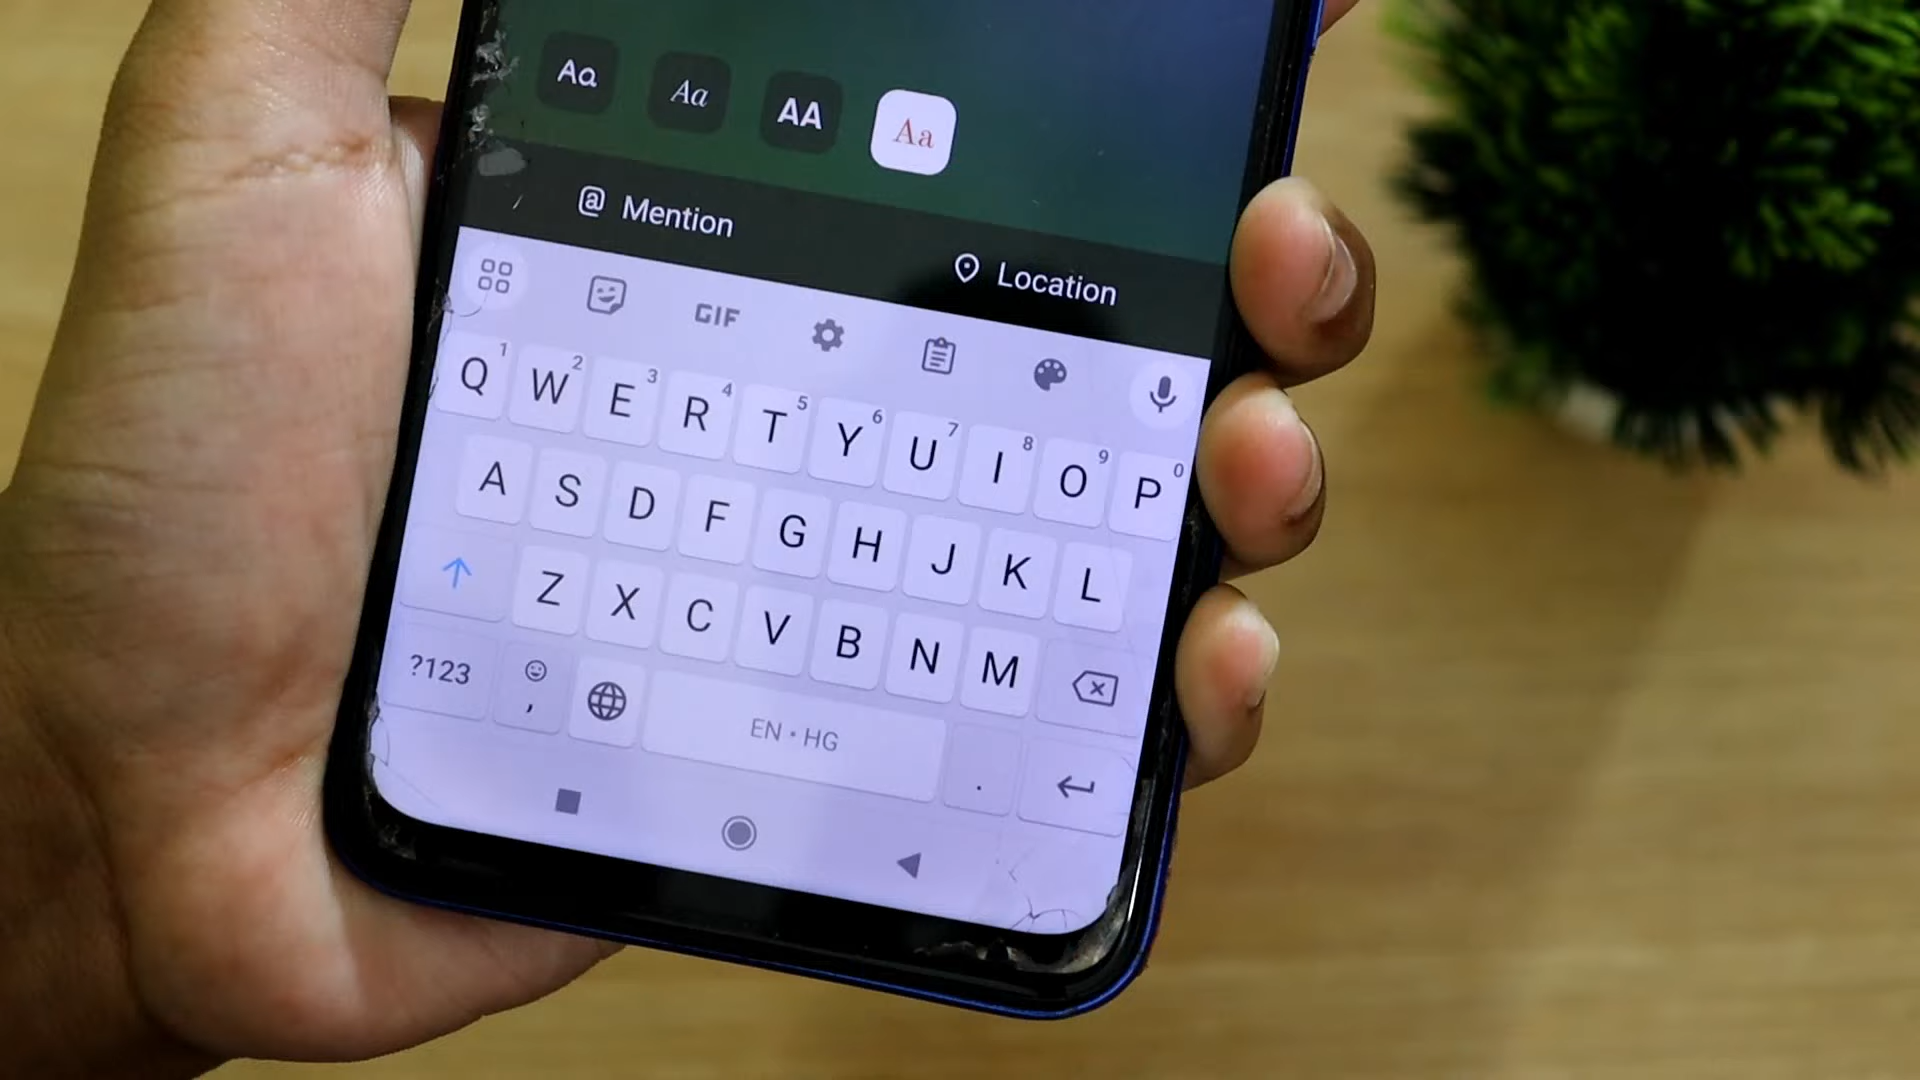 Aa Aa AA Aa
@ Mention
Location
GIF
Q 1 W 2 E 3 R 4 T 5 Y 6 U 7 I 8 O 9 P 0
A S D F G H J K L
Z X C V B N M
?123 , EN • HG .